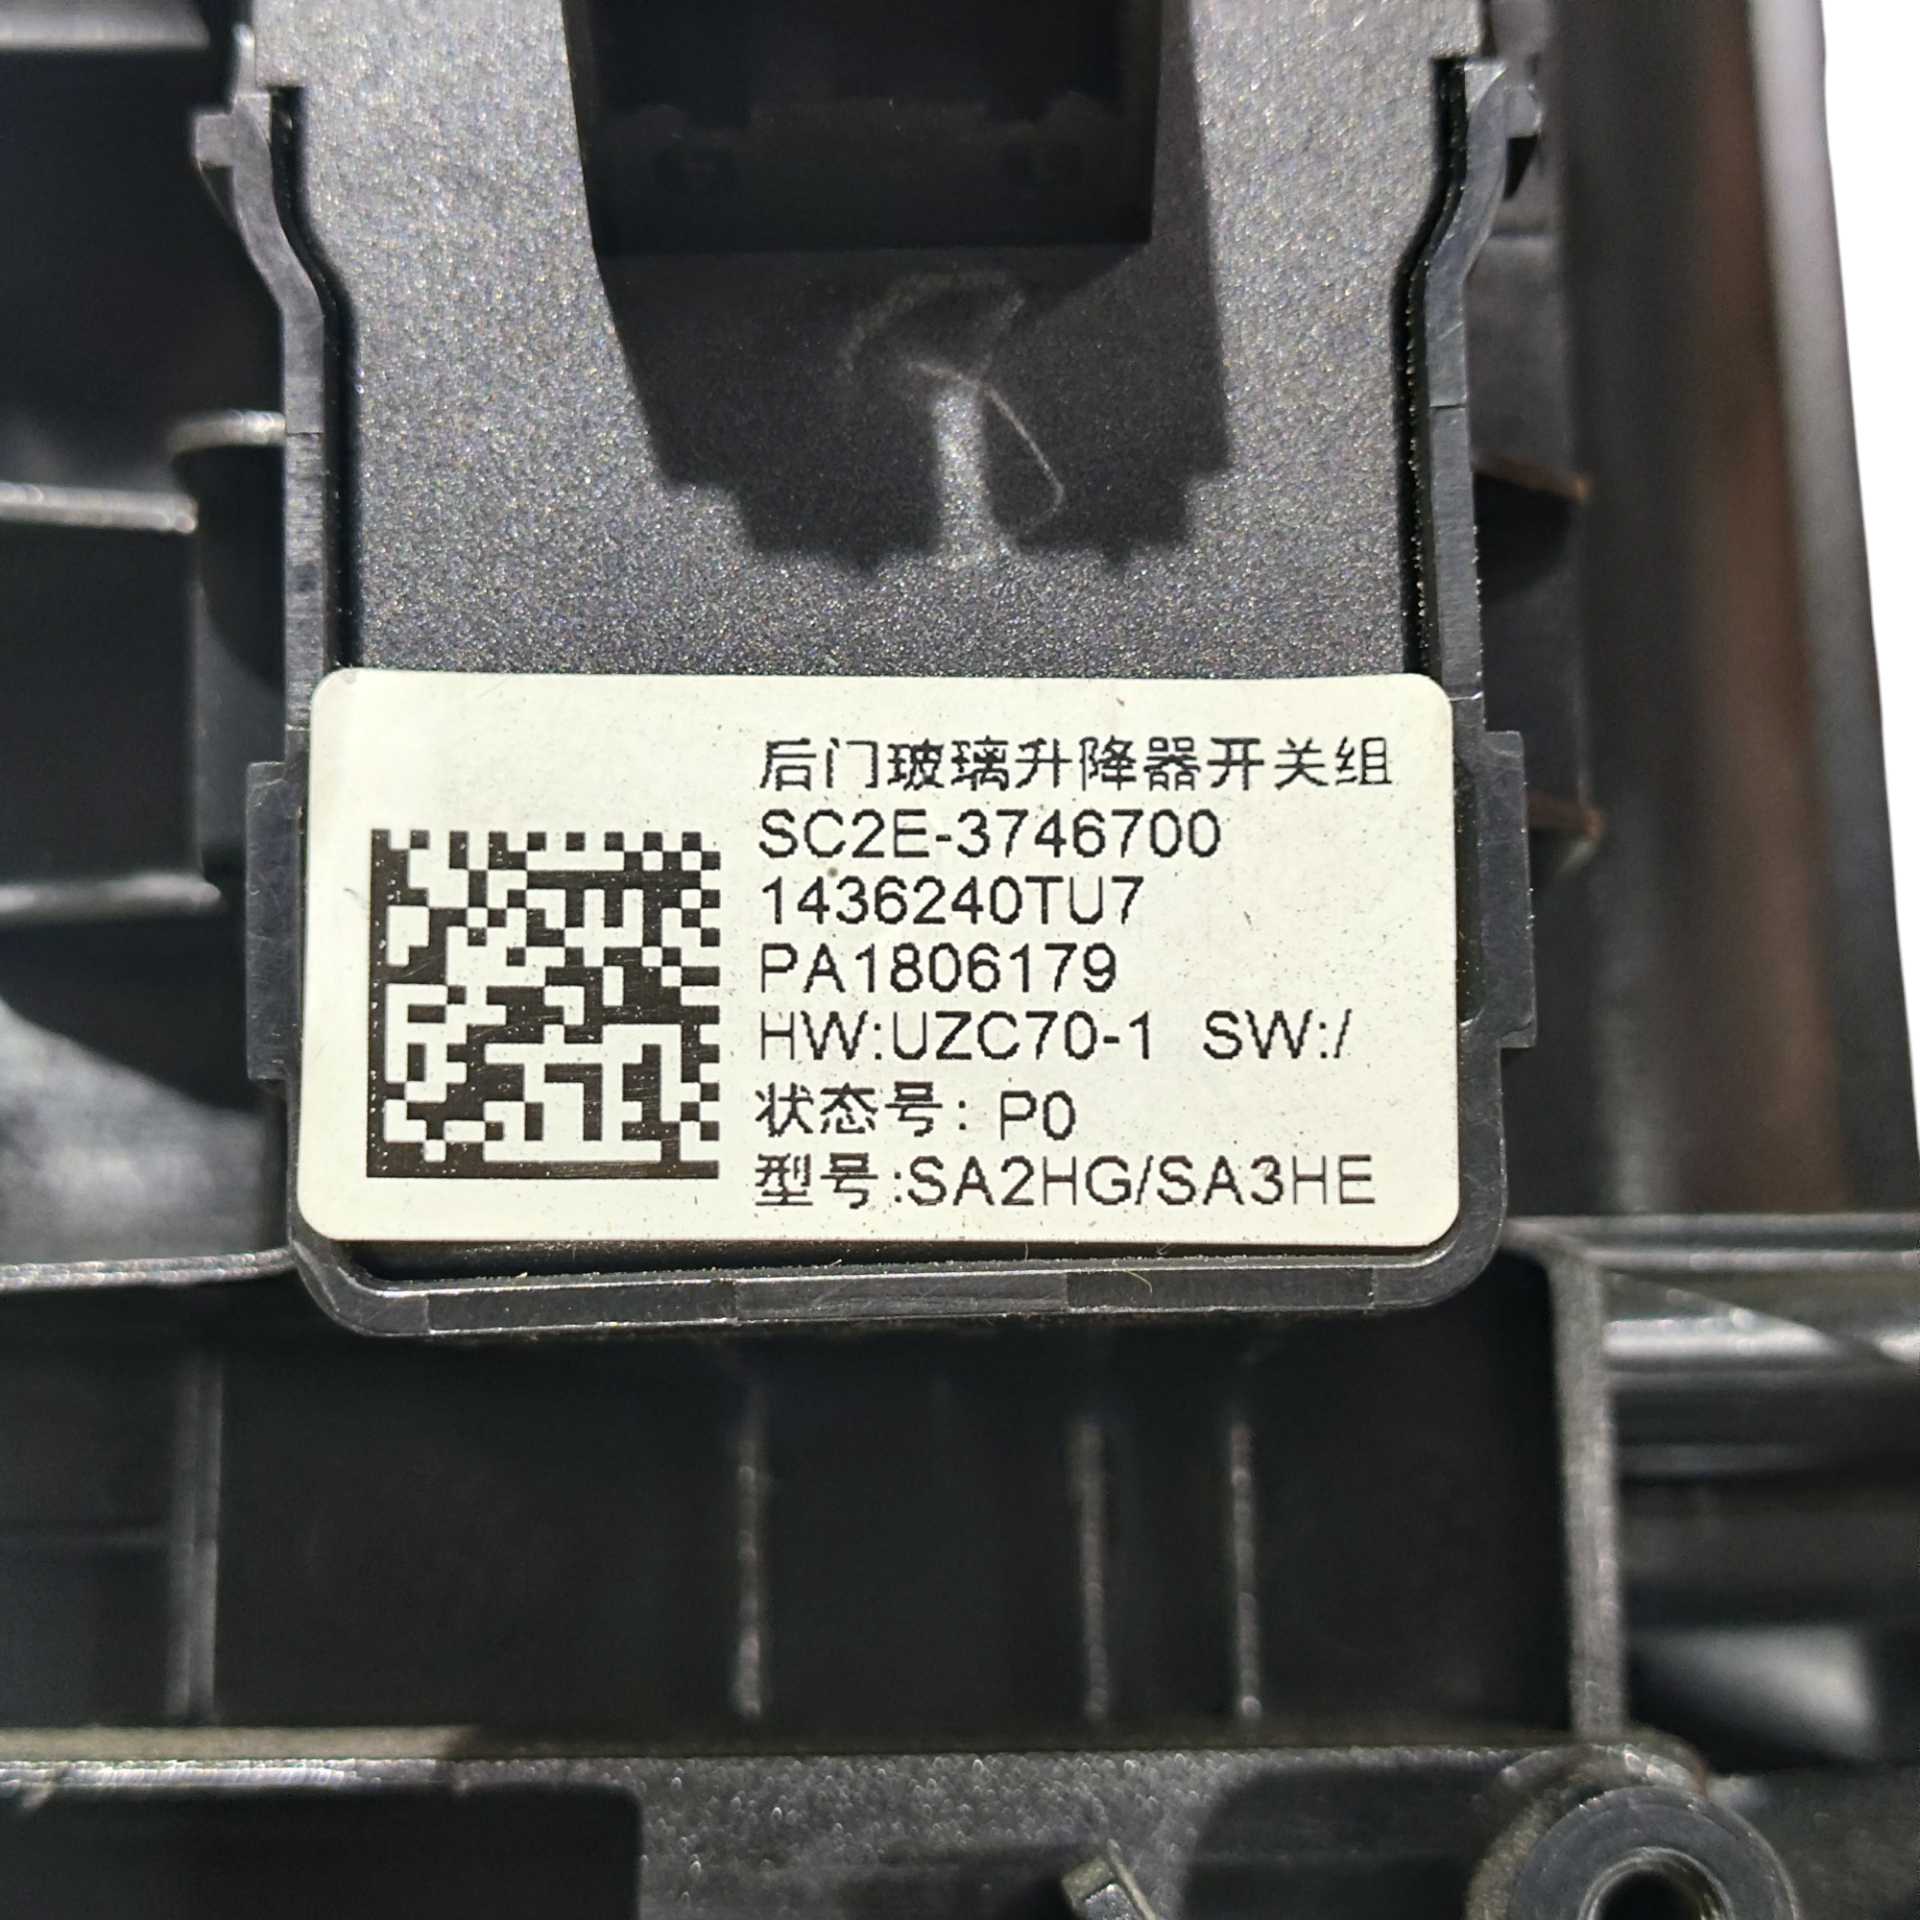 后门玻璃升降器开关组
SC2E-3746700
1436240TU7
PA1806179
HW:UZC70-1 SW:/
状态号: P0
型号:SA2HG/SA3HE